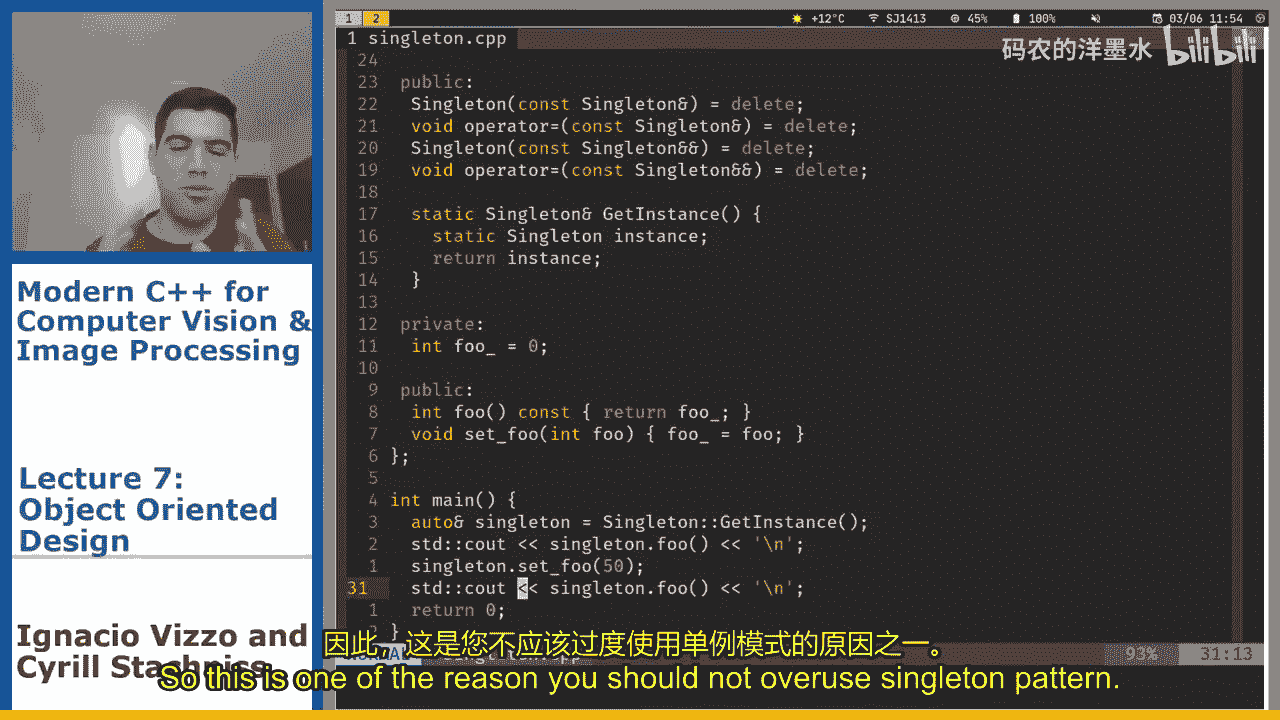 1 2 +12°C SJ1413 45% 100% 03/06 11:54
1 singleton.cpp
码农的洋墨水 bilibili
24
23 public:
22 Singleton(const Singleton&) = delete;
21 void operator=(const Singleton&) = delete;
20 Singleton(const Singleton&&) = delete;
19 void operator=(const Singleton&&) = delete;
18
17 static Singleton& GetInstance() {
16 static Singleton instance;
15 return instance;
14 }
13
12 private:
11 int foo_ = 0;
10
9 public:
8 int foo() const { return foo_; }
7 void set_foo(int foo) { foo_ = foo; }
6 };
5
4 int main() {
3 auto& singleton = Singleton::GetInstance();
2 std::cout << singleton.foo() << '\n';
1 singleton.set_foo(50);
31 std::cout << singleton.foo() << '\n';
1 return 0;
}
93% 31:13
Modern C++ for
Computer Vision &
Image Processing
Lecture 7:
Object Oriented
Design
Ignacio Vizzo and
Cyrill Stachniss
因此，这是您不应该过度使用单例模式的原因之一。
So this is one of the reason you should not overuse singleton pattern.